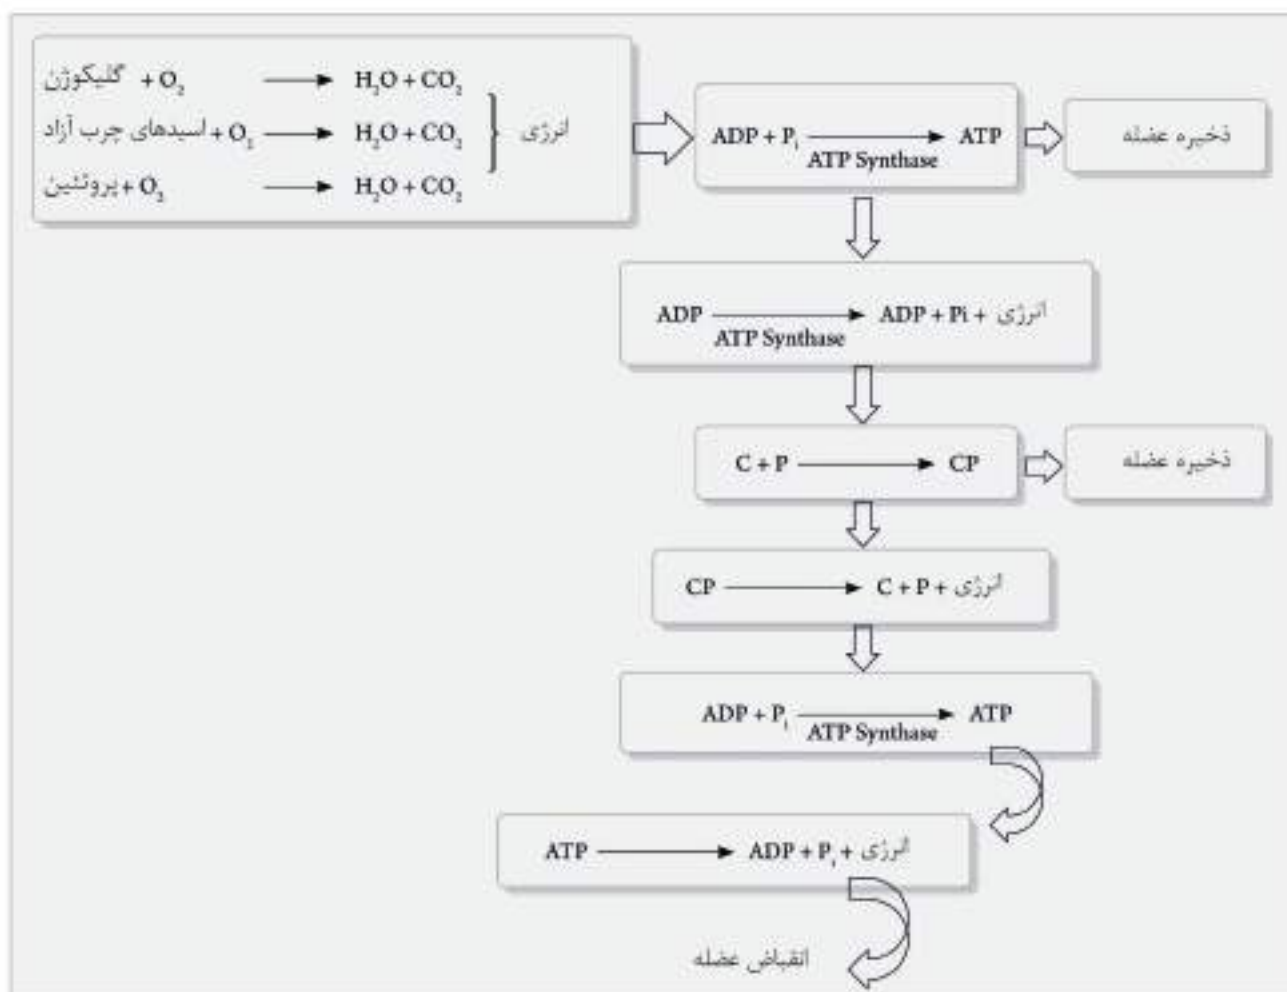 گلیکوژن + O₂ → H₂O + CO₂
اسیدهای چرب آزاد + O₂ → H₂O + CO₂
پروتئین + O₂ → H₂O + CO₂
انرژی
ADP + Pᵢ → ATP
ATP Synthase
ذخیره عضله
ADP → ADP + Pi + انرژی
ATP Synthase
C + P → CP
ذخیره عضله
CP → C + P + انرژی
ADP + Pᵢ → ATP
ATP Synthase
ATP → ADP + Pᵢ + انرژی
انقباض عضله